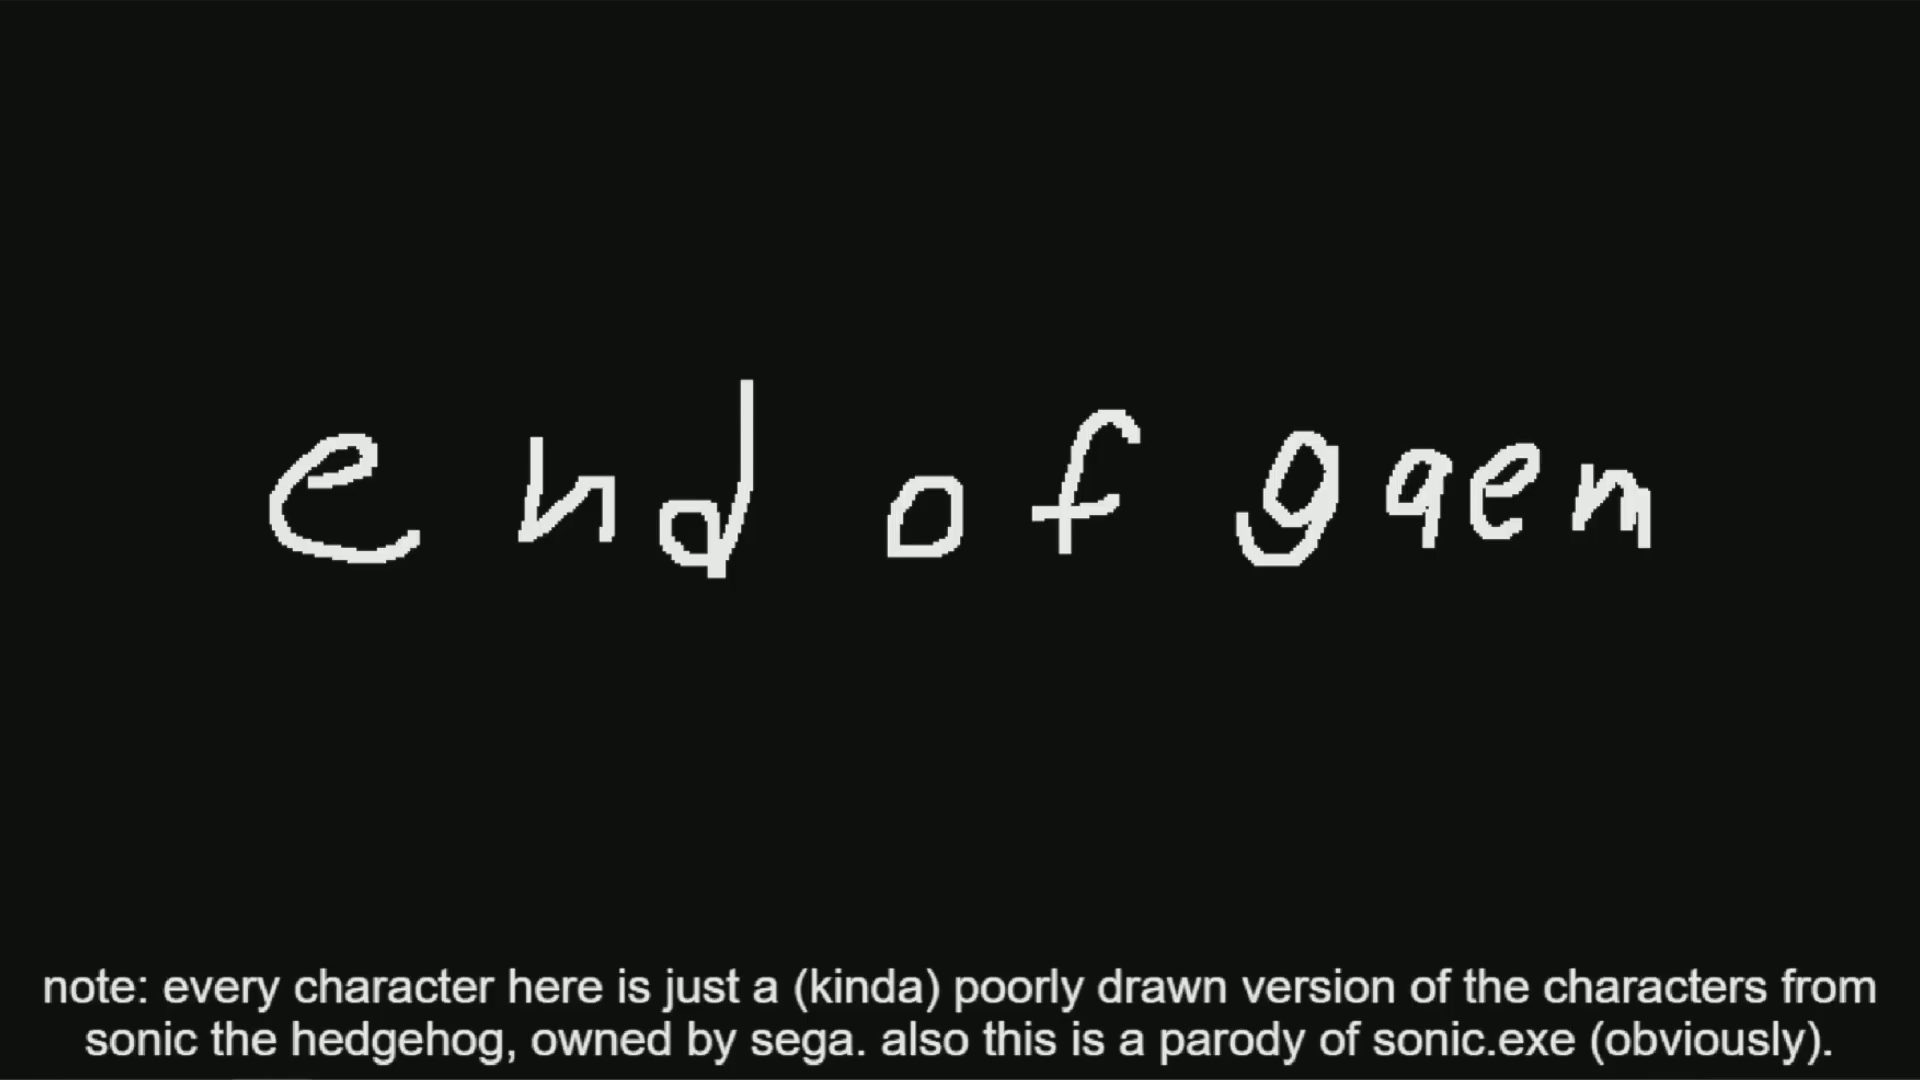 end of gaem
note: every character here is just a (kinda) poorly drawn version of the characters from
sonic the hedgehog, owned by sega. also this is a parody of sonic.exe (obviously).